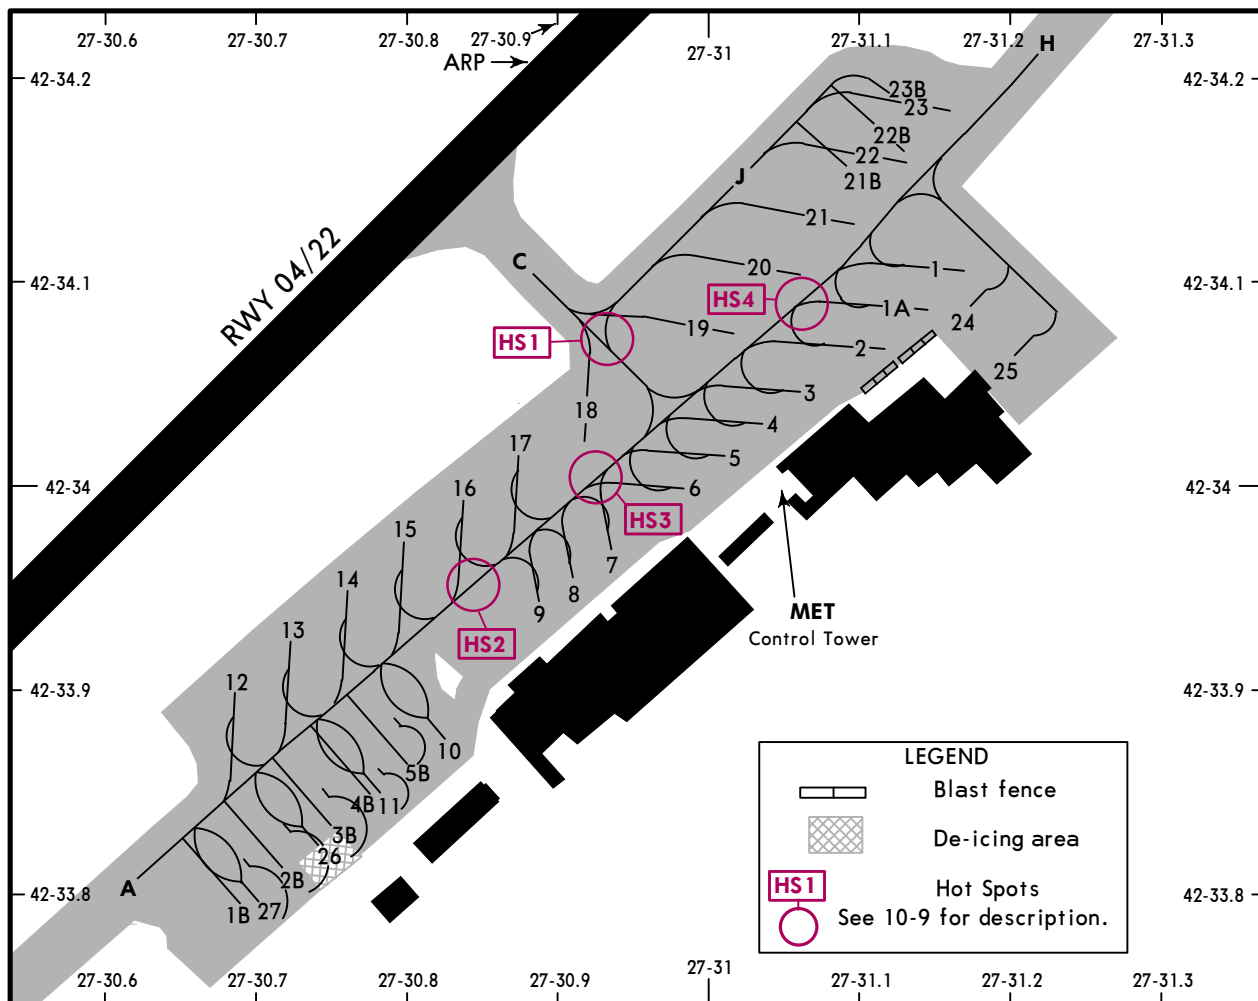 27-30.6 27-30.7 27-30.8 27-30.9 27-31 27-31.1 27-31.2 27-31.3
ARP
H
42-34.2 42-34.2
23B
23
22B
22
21B
J
21
RWY 04/22
C
20
1
42-34.1 42-34.1
HS4
1A
24
19
HS1
2
25
3
18
4
17
5
16
6
42-34 42-34
HS3
15
7
14
8
9
MET
Control Tower
13
HS2
12
42-33.9 42-33.9
10
5B
4B 11
3B
26
2B
A
1B 27
42-33.8 42-33.8
LEGEND
Blast fence
De-icing area
HS1 Hot Spots
See 10-9 for description.
27-30.6 27-30.7 27-30.8 27-30.9 27-31 27-31.1 27-31.2 27-31.3